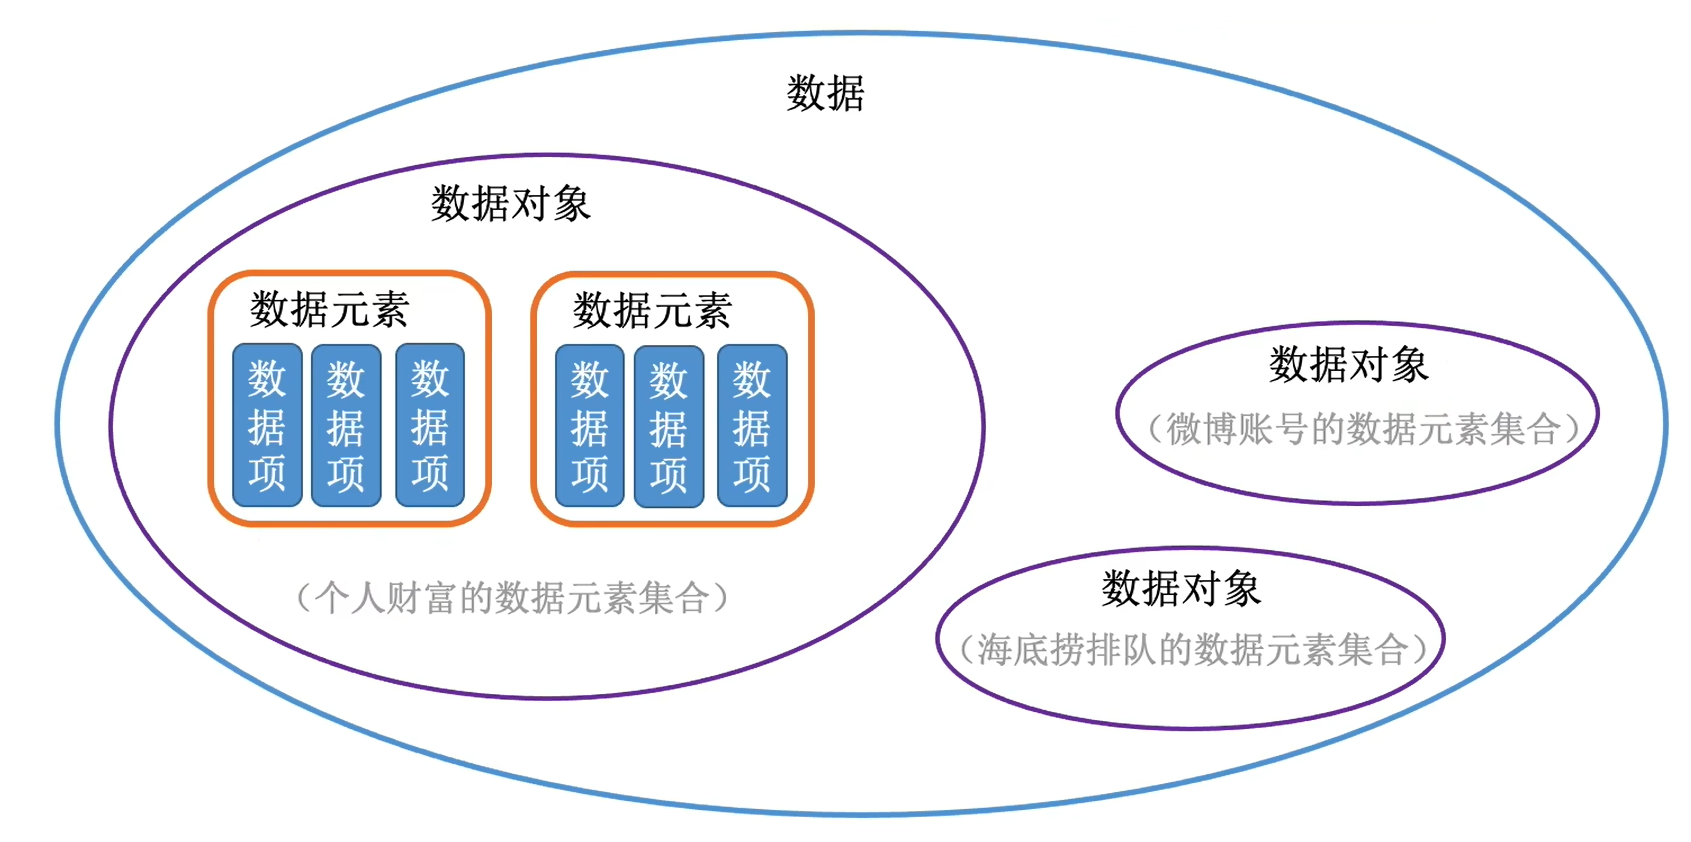 数据
数据对象
数据元素
数据项
数据项
数据项
数据元素
数据项
数据项
数据项
（个人财富的数据元素集合）
数据对象
（微博账号的数据元素集合）
数据对象
（海底捞排队的数据元素集合）